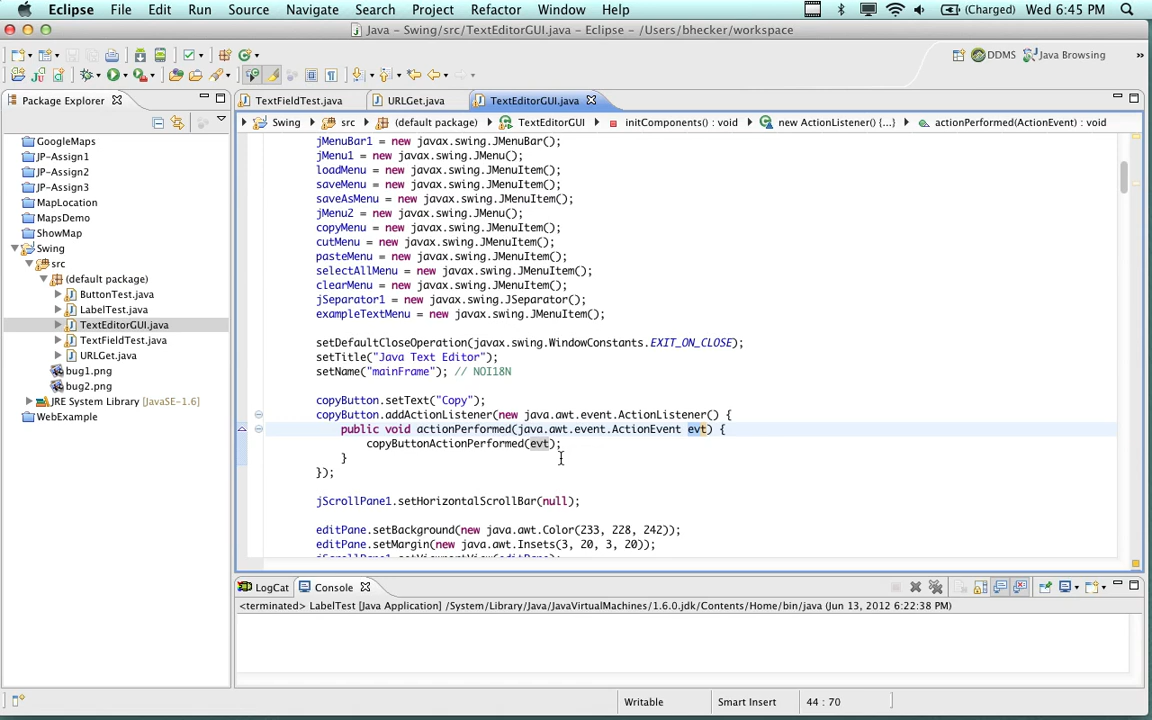 Eclipse File Edit Run Source Navigate Search Project Refactor Window Help (Charged) Wed 6:45 PM
Java – Swing/src/TextEditorGUI.java – Eclipse – /Users/bhecker/workspace
DDMS Java Browsing »
Package Explorer
GoogleMaps
JP-Assign1
JP-Assign2
JP-Assign3
MapLocation
MapsDemo
ShowMap
Swing
src
(default package)
ButtonTest.java
LabelTest.java
TextEditorGUI.java
TextFieldTest.java
URLGet.java
bug1.png
bug2.png
JRE System Library [JavaSE-1.6]
WebExample
TextFieldTest.java URLGet.java TextEditorGUI.java
Swing src (default package) TextEditorGUI initComponents() : void new ActionListener() {...} actionPerformed(ActionEvent) : void
jMenuBar1 = new javax.swing.JMenuBar();
jMenu1 = new javax.swing.JMenu();
loadMenu = new javax.swing.JMenuItem();
saveMenu = new javax.swing.JMenuItem();
saveAsMenu = new javax.swing.JMenuItem();
jMenu2 = new javax.swing.JMenu();
copyMenu = new javax.swing.JMenuItem();
cutMenu = new javax.swing.JMenuItem();
pasteMenu = new javax.swing.JMenuItem();
selectAllMenu = new javax.swing.JMenuItem();
clearMenu = new javax.swing.JMenuItem();
jSeparator1 = new javax.swing.JSeparator();
exampleTextMenu = new javax.swing.JMenuItem();
setDefaultCloseOperation(javax.swing.WindowConstants.EXIT_ON_CLOSE);
setTitle("Java Text Editor");
setName("mainFrame"); // NOI18N
copyButton.setText("Copy");
copyButton.addActionListener(new java.awt.event.ActionListener() {
public void actionPerformed(java.awt.event.ActionEvent evt) {
copyButtonActionPerformed(evt);
}
});
jScrollPane1.setHorizontalScrollBar(null);
editPane.setBackground(new java.awt.Color(233, 228, 242));
editPane.setMargin(new java.awt.Insets(3, 20, 3, 20));
jScrollPane1.setViewportView(editPane);
LogCat Console
<terminated> LabelTest [Java Application] /System/Library/Java/JavaVirtualMachines/1.6.0.jdk/Contents/Home/bin/java (Jun 13, 2012 6:22:38 PM)
Writable Smart Insert 44 : 70